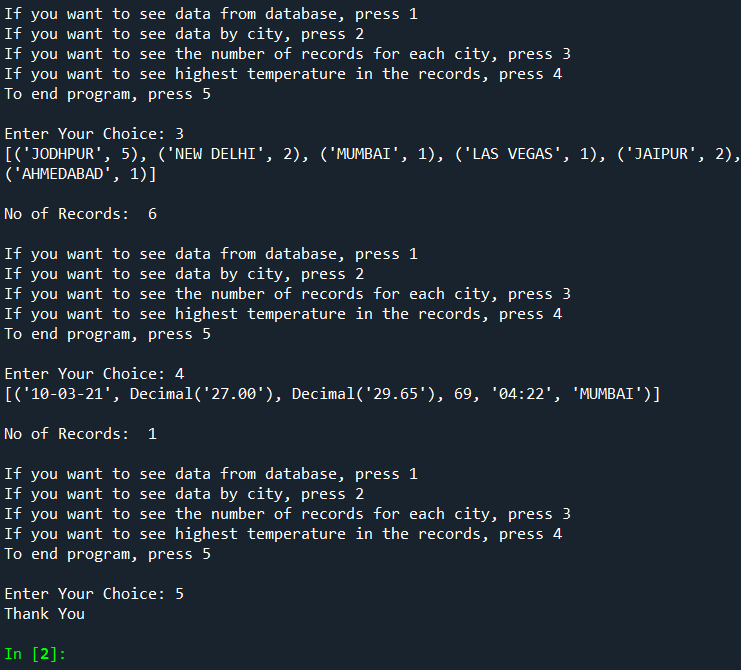 If you want to see data from database, press 1
If you want to see data by city, press 2
If you want to see the number of records for each city, press 3
If you want to see highest temperature in the records, press 4
To end program, press 5
Enter Your Choice: 3
[('JODHPUR', 5), ('NEW DELHI', 2), ('MUMBAI', 1), ('LAS VEGAS', 1), ('JAIPUR', 2),
('AHMEDABAD', 1)]
No of Records:  6
If you want to see data from database, press 1
If you want to see data by city, press 2
If you want to see the number of records for each city, press 3
If you want to see highest temperature in the records, press 4
To end program, press 5
Enter Your Choice: 4
[('10-03-21', Decimal('27.00'), Decimal('29.65'), 69, '04:22', 'MUMBAI')]
No of Records:  1
If you want to see data from database, press 1
If you want to see data by city, press 2
If you want to see the number of records for each city, press 3
If you want to see highest temperature in the records, press 4
To end program, press 5
Enter Your Choice: 5
Thank You
In [2]: